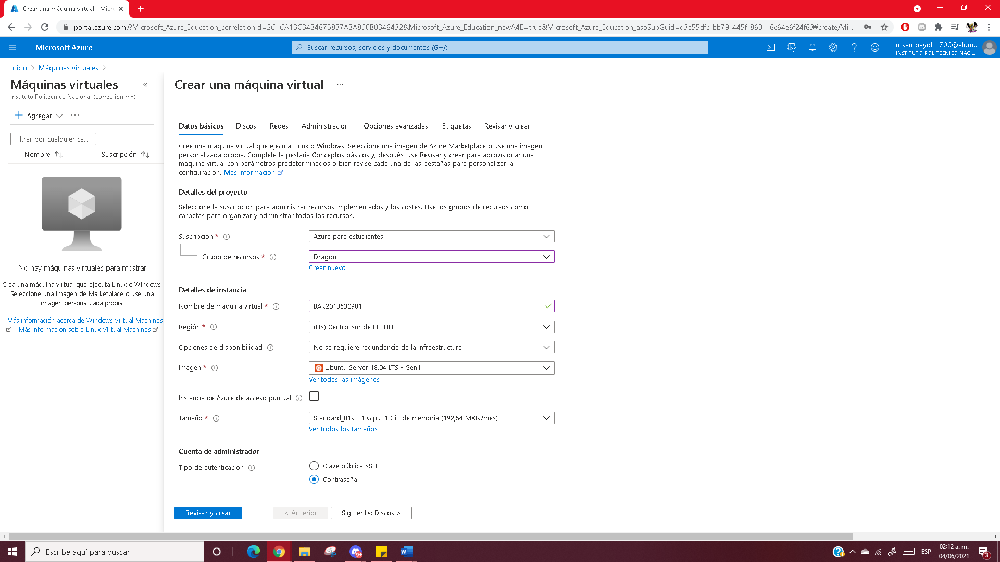 Crear una máquina virtual - Micr
portal.azure.com/?Microsoft_Azure_Education_correlationId=2C1CA1BCB4B4675837ABA800B0B46432&Microsoft_Azure_Education_newA4E=true&Microsoft_Azure_Education_asoSubGuid=d3e55dfc-bb79-445f-8631-6c64e6f24f63#create/Mi...
Microsoft Azure
Buscar recursos, servicios y documentos (G+/)
msampayoh1700@alum...
INSTITUTO POLITECNICO NACI...
Inicio > Máquinas virtuales >
Máquinas virtuales
«
Instituto Politecnico Nacional (correo.ipn.mx)
+ Agregar ...
Filtrar por cualquier ca...
Nombre ↑↓ Suscripción ↑↓
No hay máquinas virtuales para mostrar
Crea una máquina virtual que ejecuta Linux o Windows.
Seleccione una imagen de Marketplace o use una
imagen personalizada propia.
Más información acerca de Windows Virtual Machines
Más información sobre Linux Virtual Machines
Crear una máquina virtual ...
Datos básicos Discos Redes Administración Opciones avanzadas Etiquetas Revisar y crear
Cree una máquina virtual que ejecuta Linux o Windows. Seleccione una imagen de Azure Marketplace o use una imagen
personalizada propia. Complete la pestaña Conceptos básicos y, después, use Revisar y crear para aprovisionar una
máquina virtual con parámetros predeterminados o bien revise cada una de las pestañas para personalizar la
configuración. Más información
Detalles del proyecto
Seleccione la suscripción para administrar recursos implementados y los costes. Use los grupos de recursos como
carpetas para organizar y administrar todos los recursos.
Suscripción * Azure para estudiantes
Grupo de recursos * Dragon
Crear nuevo
Detalles de instancia
Nombre de máquina virtual * BAK2018630981
Región * (US) Centro-Sur de EE. UU.
Opciones de disponibilidad No se requiere redundancia de la infraestructura
Imagen * Ubuntu Server 18.04 LTS - Gen1
Ver todas las imágenes
Instancia de Azure de acceso puntual
Tamaño * Standard_B1s - 1 vcpu, 1 GiB de memoria (192,54 MXN/mes)
Ver todos los tamaños
Cuenta de administrador
Tipo de autenticación Clave pública SSH
Contraseña
Revisar y crear < Anterior Siguiente: Discos >
Escribe aquí para buscar
9+
ESP
02:12 a. m.
04/06/2021
3